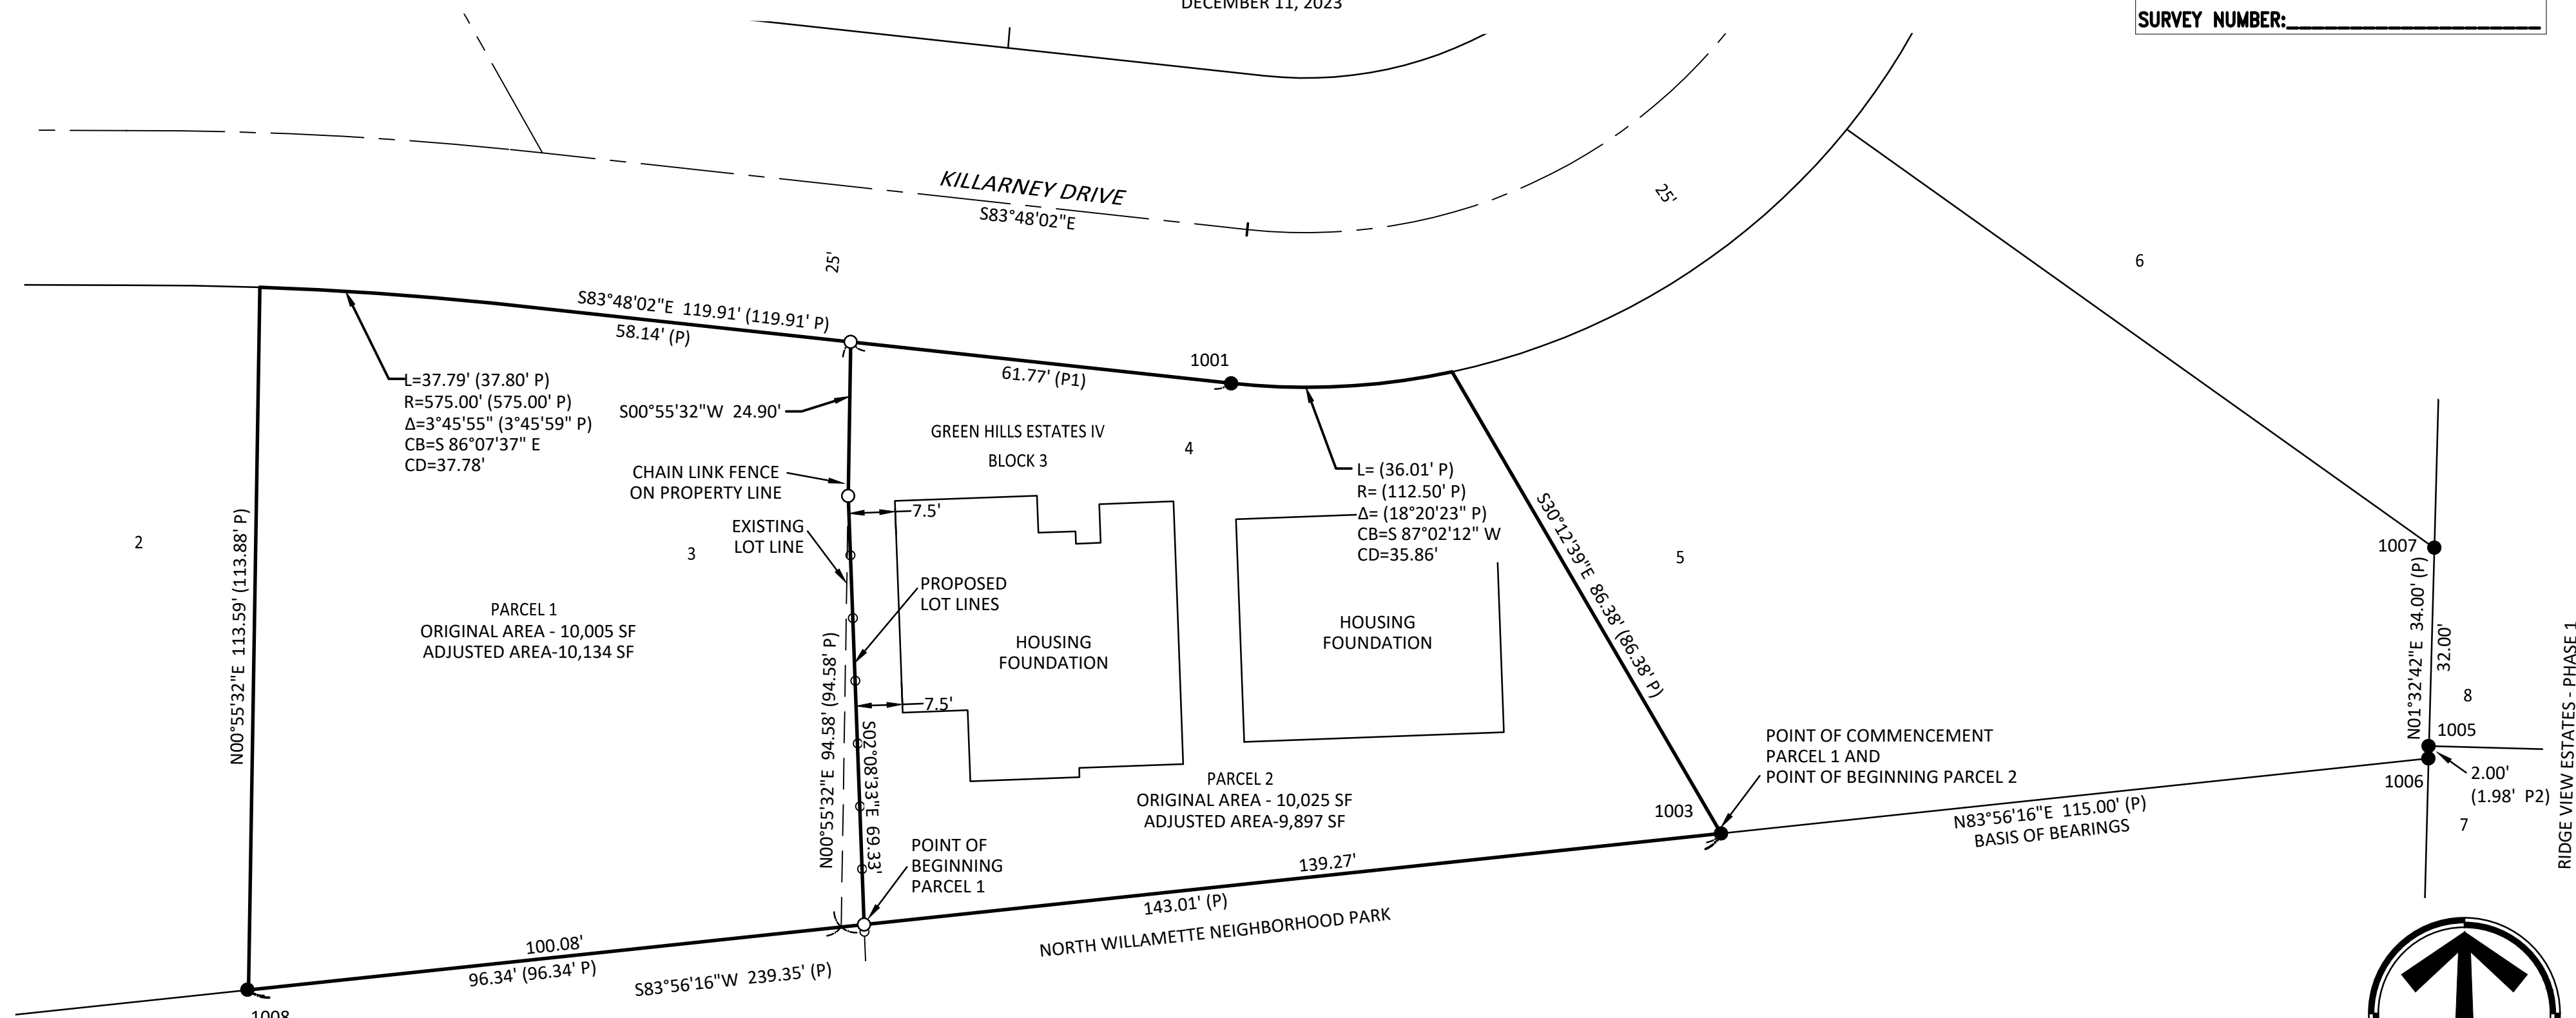 DECEMBER 11, 2023
SURVEY NUMBER:
KILLARNEY DRIVE
S83°48'02"E
25'
25'
6
S83°48'02"E 119.91' (119.91' P)
58.14' (P)
1001
61.77' (P1)
L=37.79' (37.80' P)
R=575.00' (575.00' P)
Δ=3°45'55" (3°45'59" P)
CB=S 86°07'37" E
CD=37.78'
S00°55'32"W 24.90'
GREEN HILLS ESTATES IV
BLOCK 3
4
CHAIN LINK FENCE
ON PROPERTY LINE
L= (36.01' P)
R= (112.50' P)
Δ= (18°20'23" P)
CB=S 87°02'12" W
CD=35.86'
7.5'
EXISTING
LOT LINE
2
3
5
N00°55'32"E 113.59' (113.88' P)
S30°12'39"E 86.38' (86.38' P)
1007
PROPOSED
LOT LINES
PARCEL 1
ORIGINAL AREA - 10,005 SF
ADJUSTED AREA-10,134 SF
HOUSING
FOUNDATION
HOUSING
FOUNDATION
N00°55'32"E 94.58' (94.58' P)
S02°08'33"E 69.33'
7.5'
N01°32'42"E 34.00' (P)
32.00'
8
RIDGE VIEW ESTATES - PHASE 1
1005
POINT OF COMMENCEMENT
PARCEL 1 AND
POINT OF BEGINNING PARCEL 2
PARCEL 2
ORIGINAL AREA - 10,025 SF
ADJUSTED AREA-9,897 SF
1003
1006
2.00'
(1.98' P2)
7
N83°56'16"E 115.00' (P)
BASIS OF BEARINGS
POINT OF
BEGINNING
PARCEL 1
139.27'
143.01' (P)
NORTH WILLAMETTE NEIGHBORHOOD PARK
100.08'
96.34' (96.34' P)
S83°56'16"W 239.35' (P)
1008